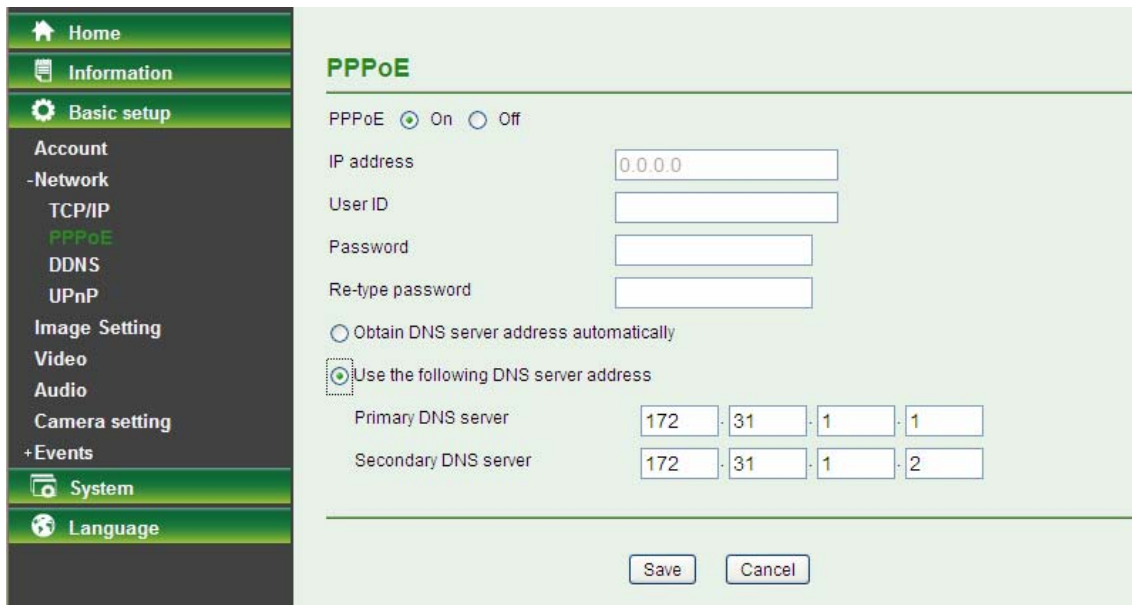 Home
Information
Basic setup
Account
-Network
TCP/IP
PPPoE
DDNS
UPnP
Image Setting
Video
Audio
Camera setting
+Events
System
Language
PPPoE
PPPoE On Off
IP address 0.0.0.0
User ID
Password
Re-type password
Obtain DNS server address automatically
Use the following DNS server address
Primary DNS server 172 . 31 . 1 . 1
Secondary DNS server 172 . 31 . 1 . 2
Save Cancel